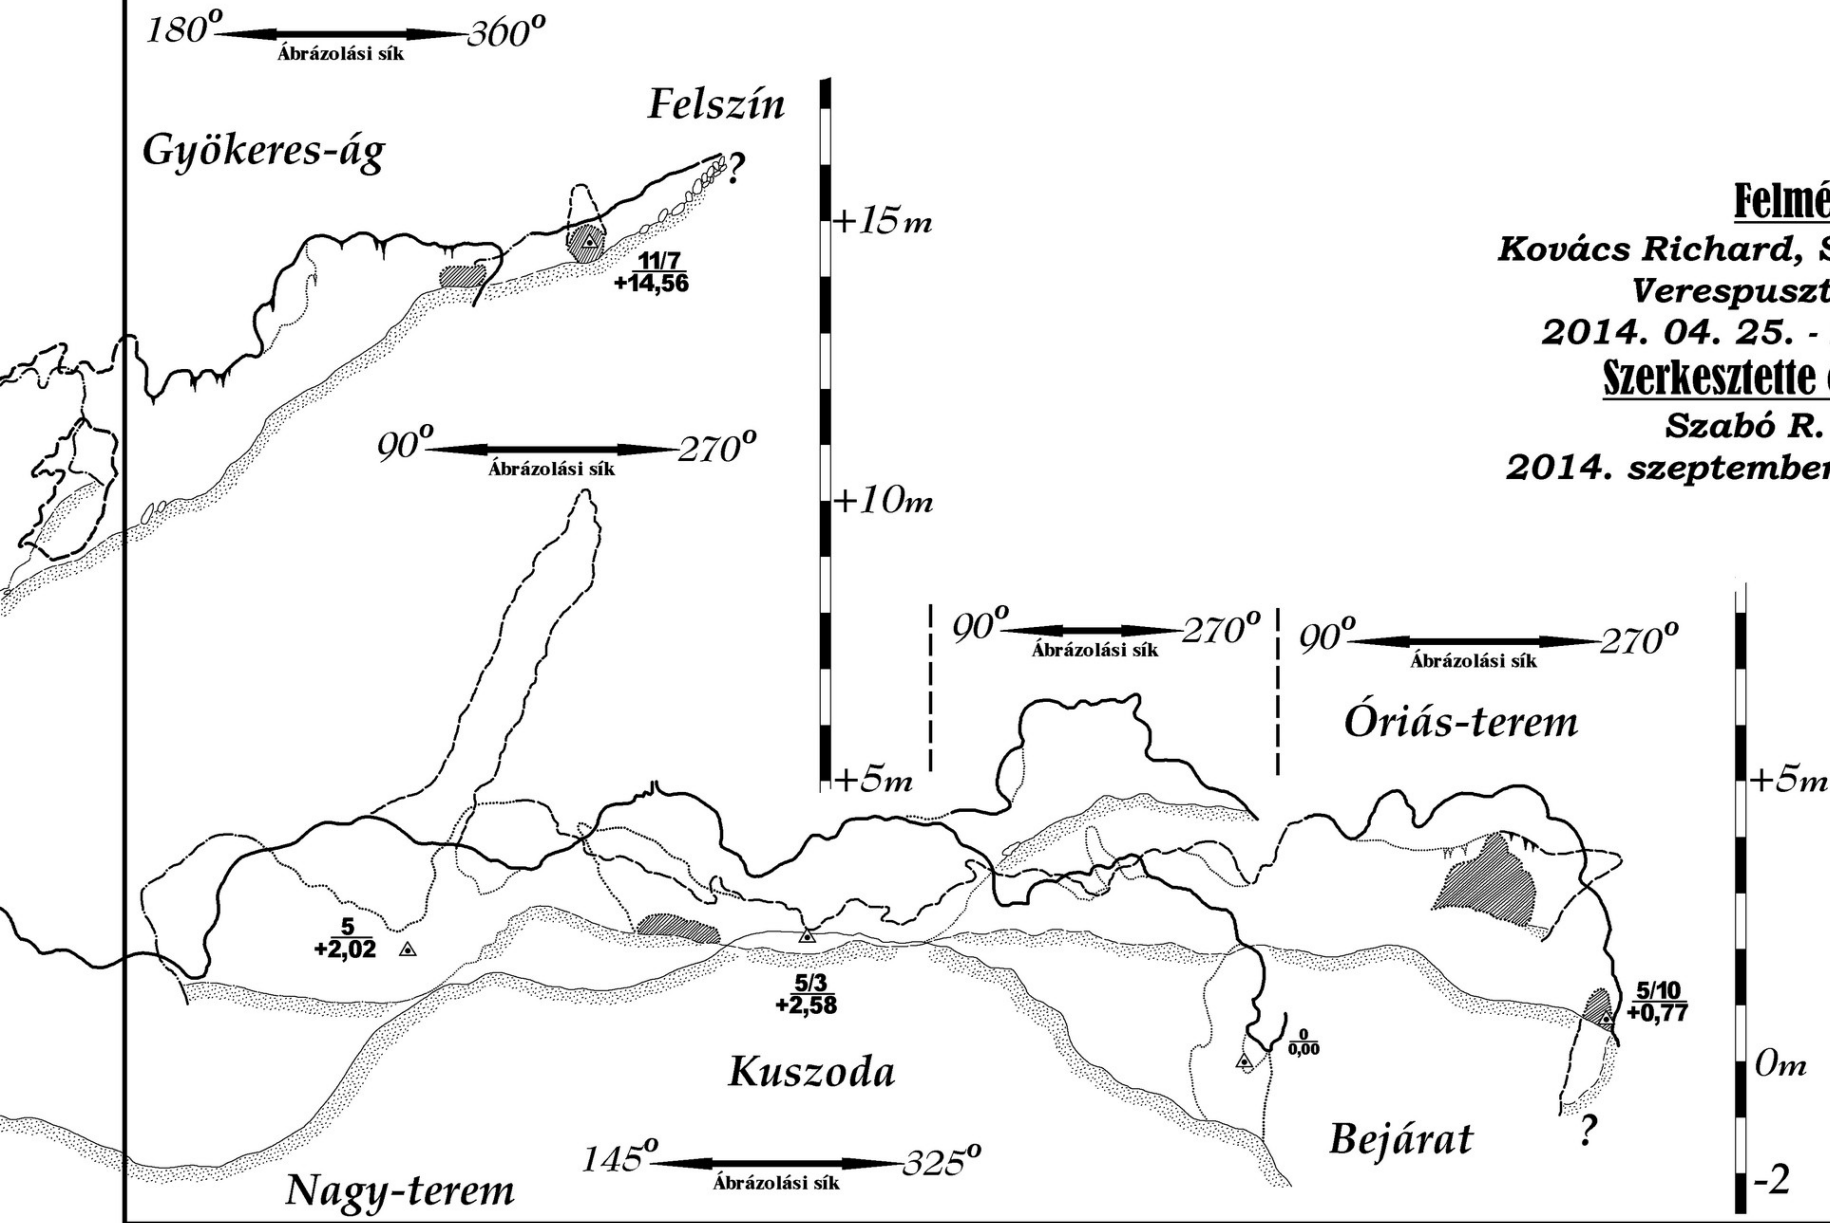 180° 360°
Ábrázolási sík
Felszín
Gyökeres-ág
?
+15m
11/7
+14,56
Felmé
Kovács Richard, S
Verespuszt
2014. 04. 25. -
Szerkesztette
Szabó R.
2014. szeptember
90° 270°
Ábrázolási sík
+10m
90° 270°
Ábrázolási sík
90° 270°
Ábrázolási sík
Óriás-terem
+5m
+5m
5
+2,02
5/3
+2,58
5/10
+0,77
0
0,00
Kuszoda
0m
Bejárat
?
145° 325°
Ábrázolási sík
Nagy-terem
-2